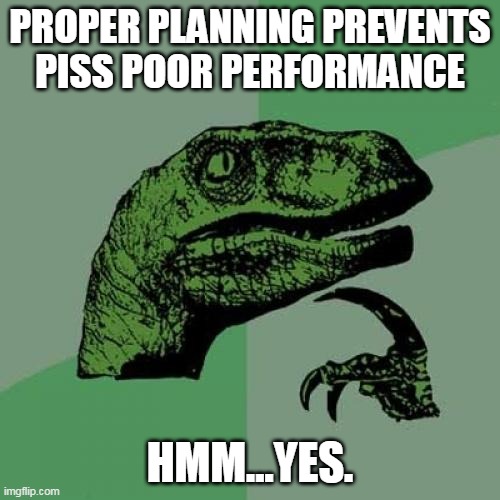 PROPER PLANNING PREVENTS
PISS POOR PERFORMANCE
HMM...YES.
imgflip.com